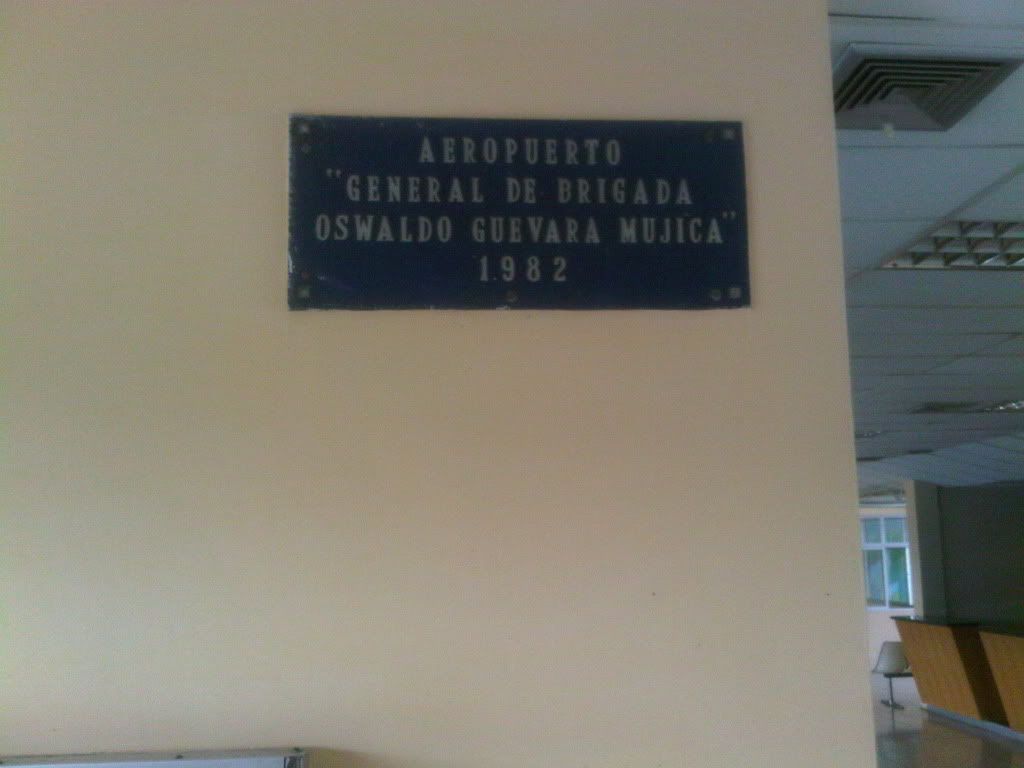 AEROPUERTO
"GENERAL DE BRIGADA
OSWALDO GUEVARA MUJICA"
1982